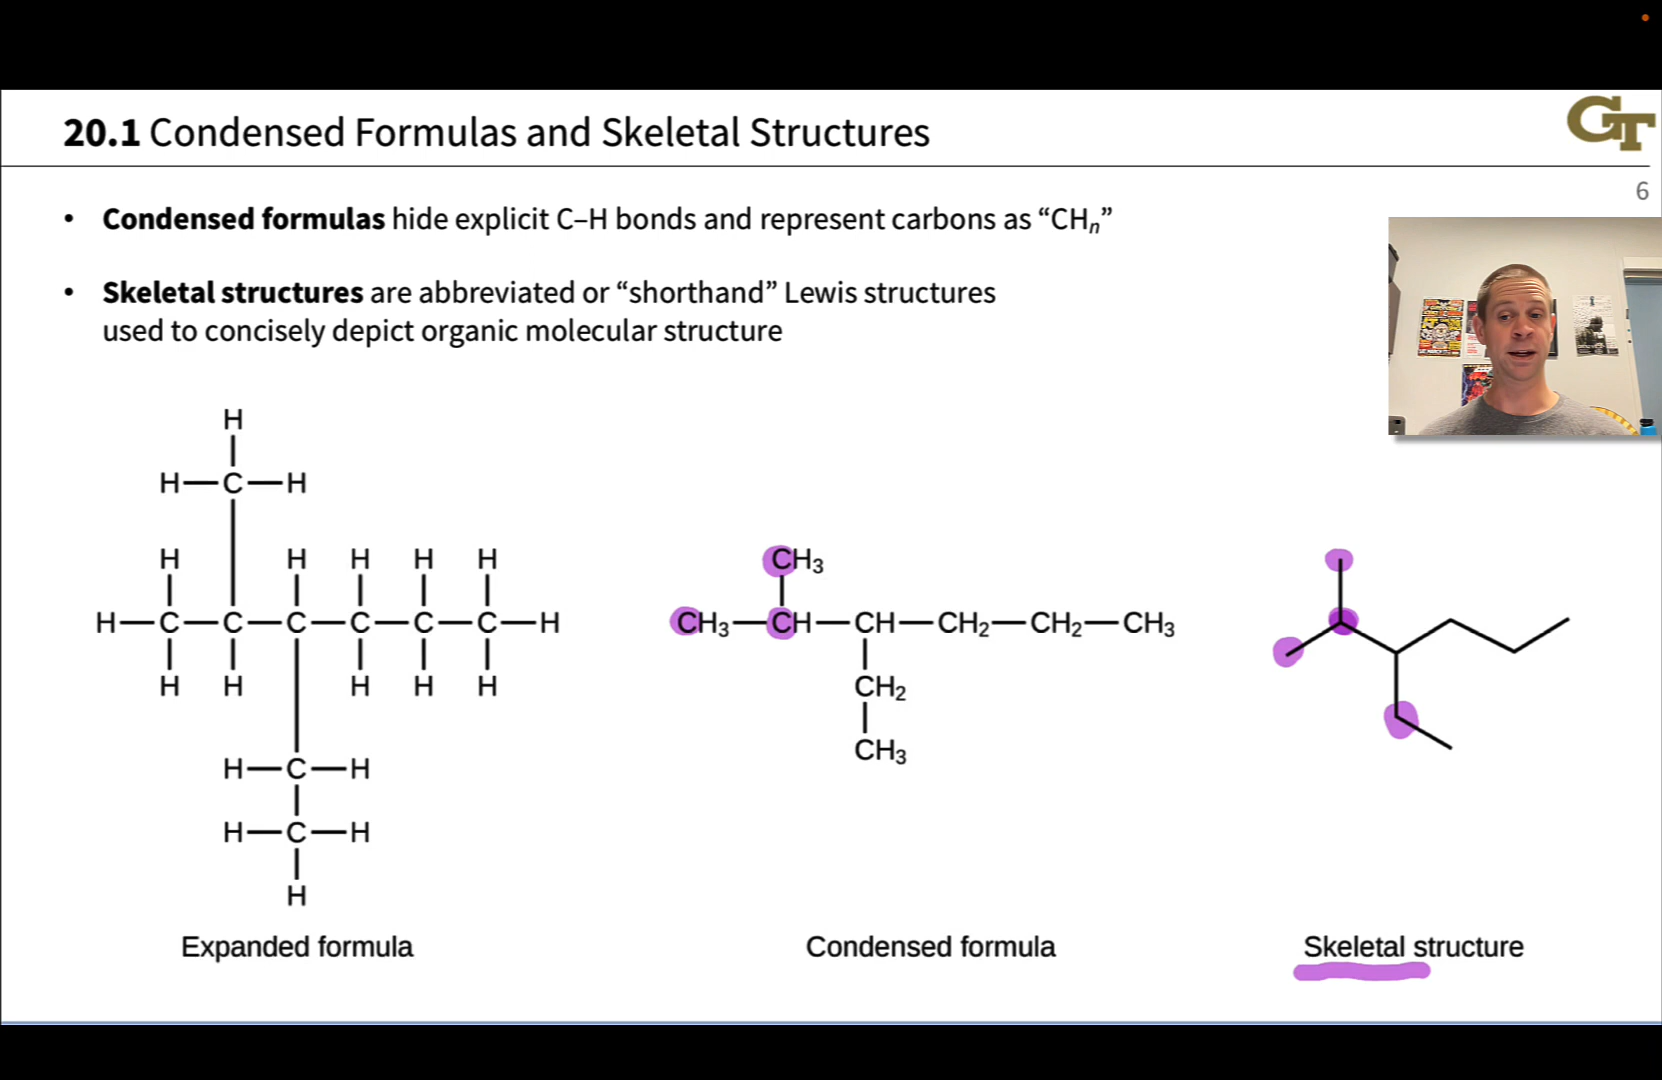 20.1 Condensed Formulas and Skeletal Structures
GT
6
• Condensed formulas hide explicit C–H bonds and represent carbons as “CHn”
• Skeletal structures are abbreviated or “shorthand” Lewis structures
used to concisely depict organic molecular structure
H
H—C—H
H H H H H
H—C—C—C—C—C—C—H
H H H H H
H—C—H
H—C—H
H
CH3
CH3—CH—CH—CH2—CH2—CH3
CH2
CH3
Expanded formula
Condensed formula
Skeletal structure